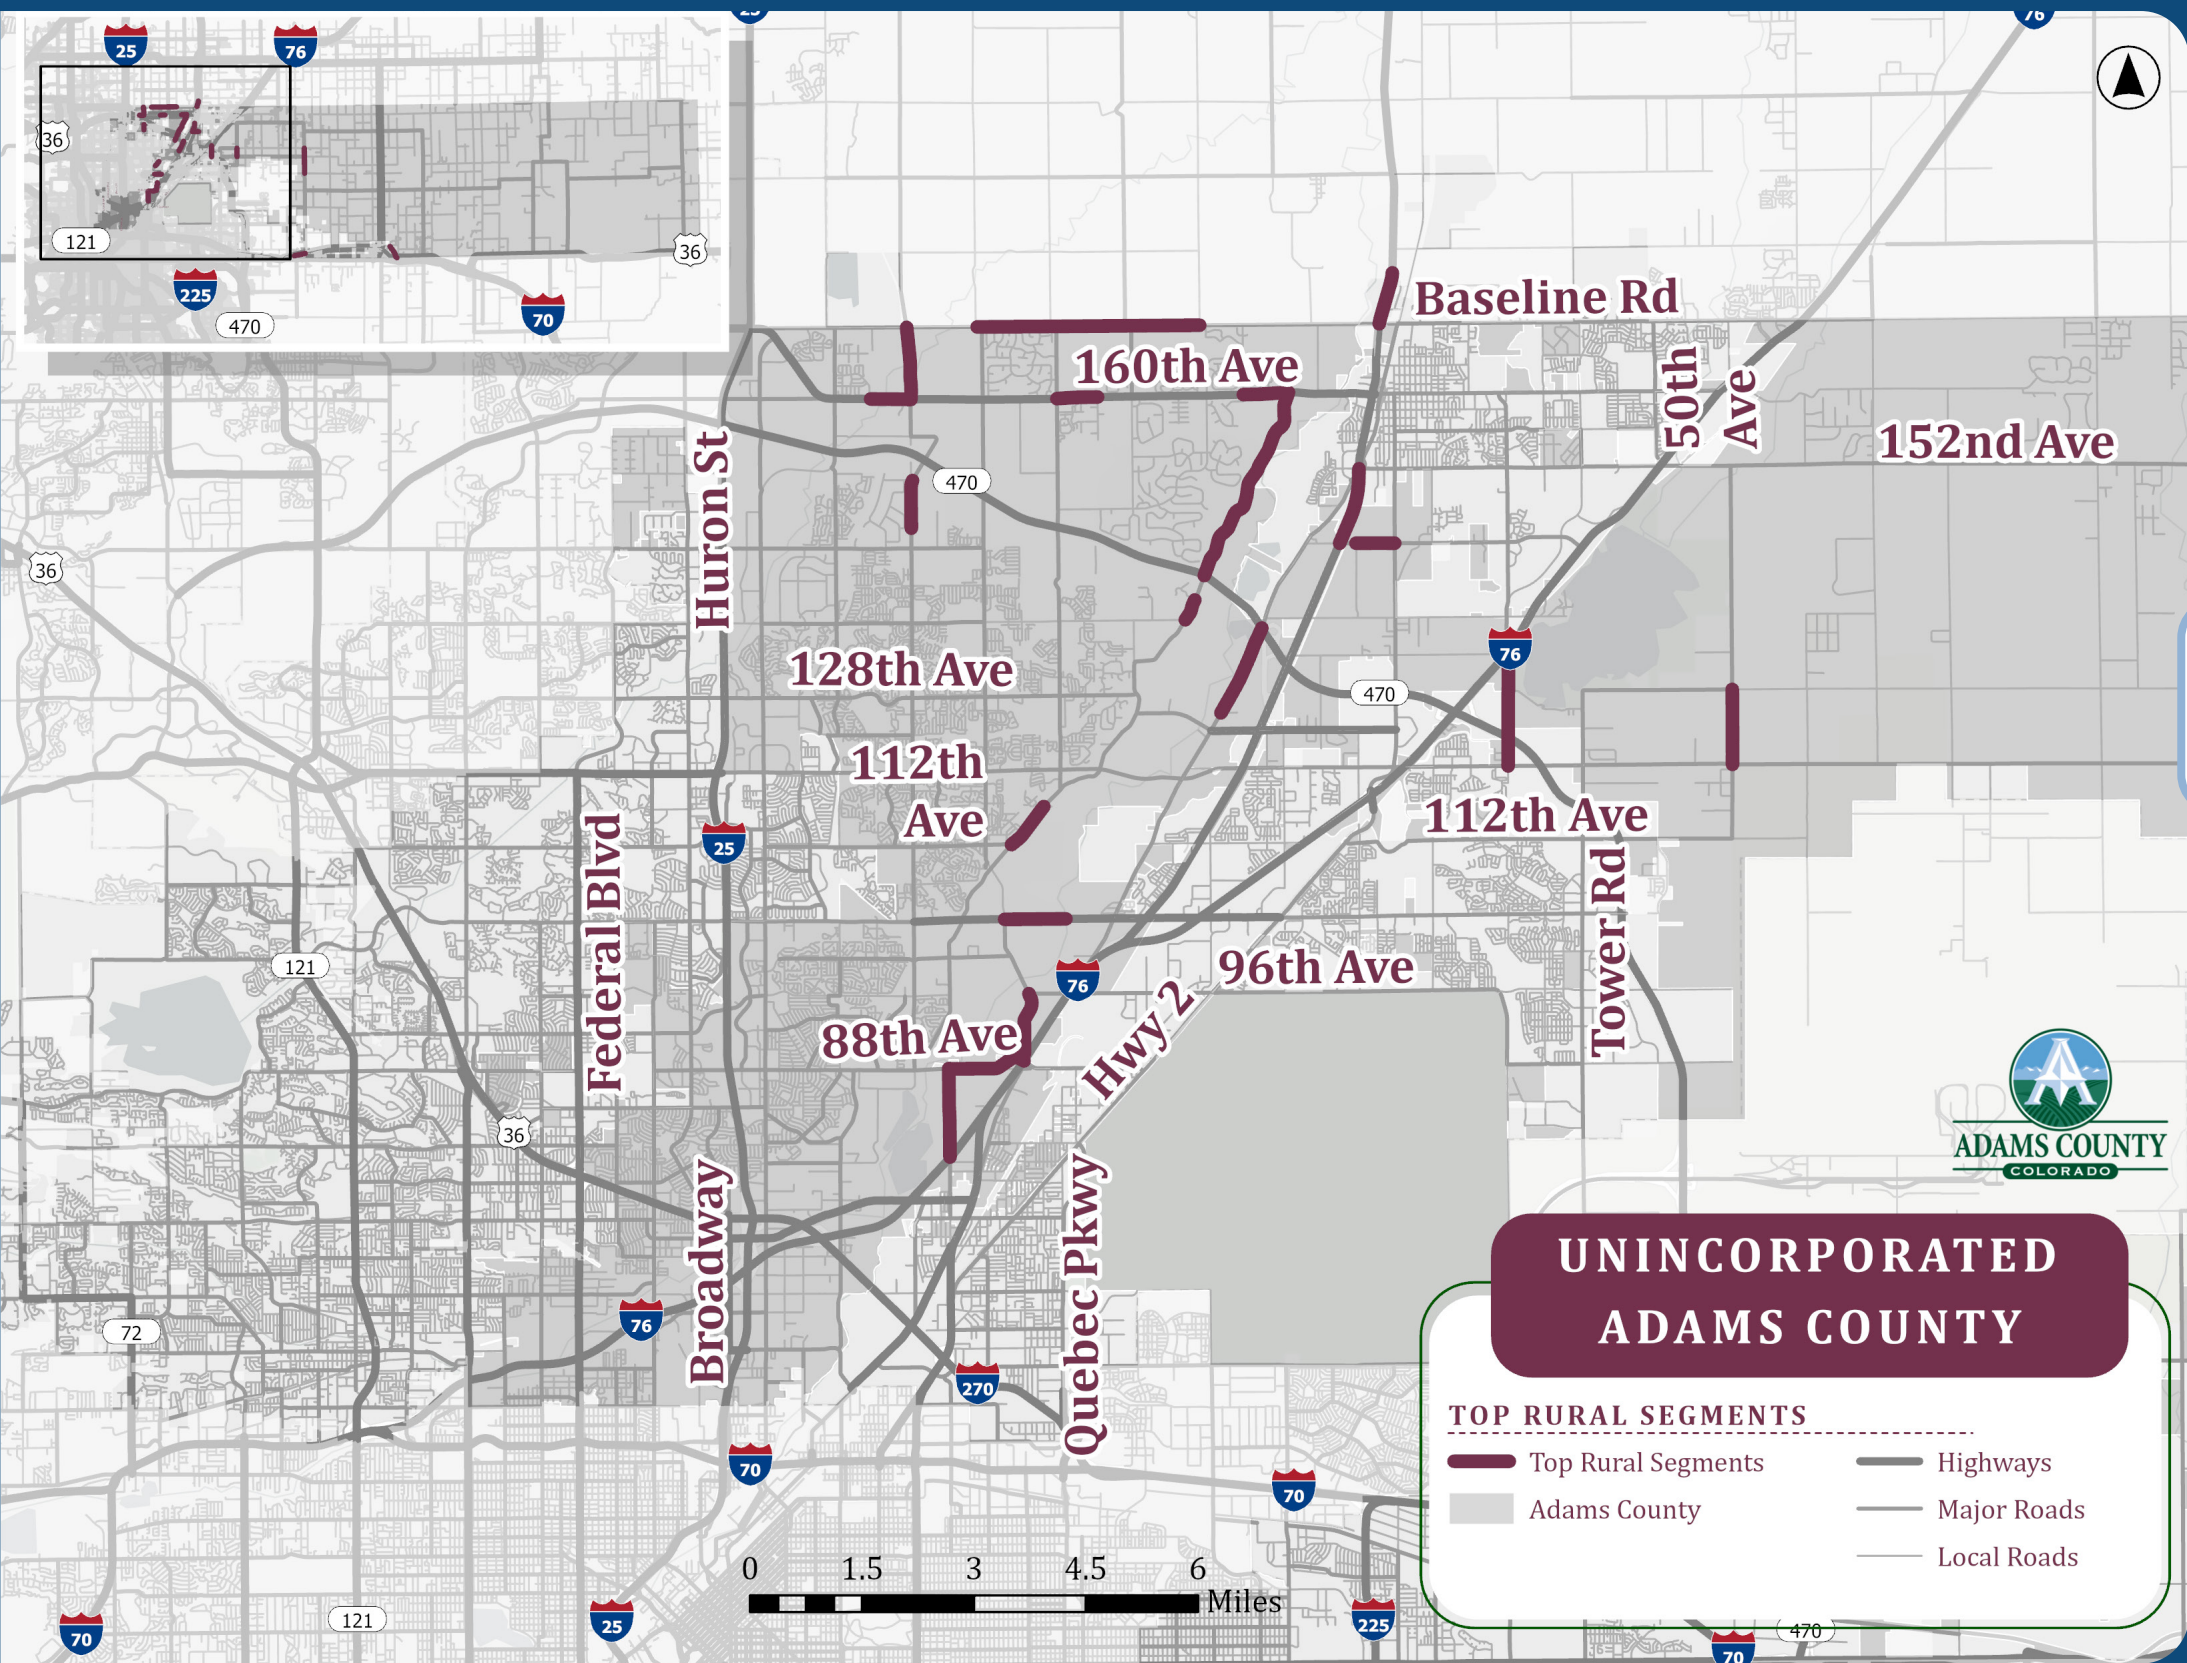 25
76
25
76
36
121
36
225
470
70
Baseline Rd
160th Ave
50th
Ave
152nd Ave
Huron St
470
36
76
128th Ave
470
112th
Ave
112th Ave
25
Federal Blvd
Tower Rd
121
96th Ave
76
Hwy 2
88th Ave
36
ADAMS COUNTY
COLORADO
Broadway
Quebec Pkwy
76
72
270
70
70
UNINCORPORATED
ADAMS COUNTY
TOP RURAL SEGMENTS
Top Rural Segments
Highways
Adams County
Major Roads
Local Roads
0 1.5 3 4.5 6
Miles
70
121
25
225
470
70